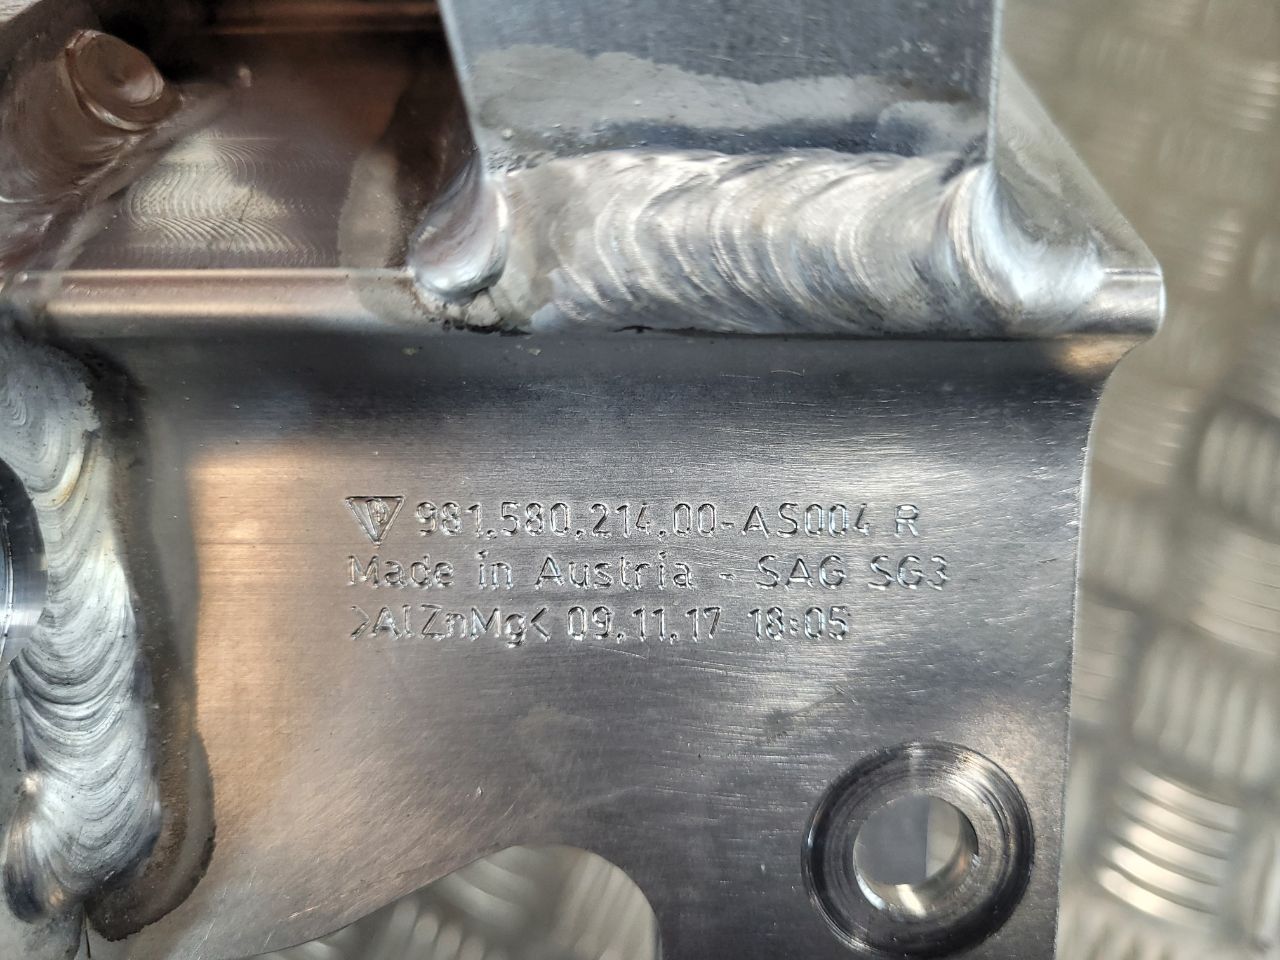 981.580.214.00-AS004 R
Made in Austria - SAG SG3
>AlZnMg< 09.11.17 18:05